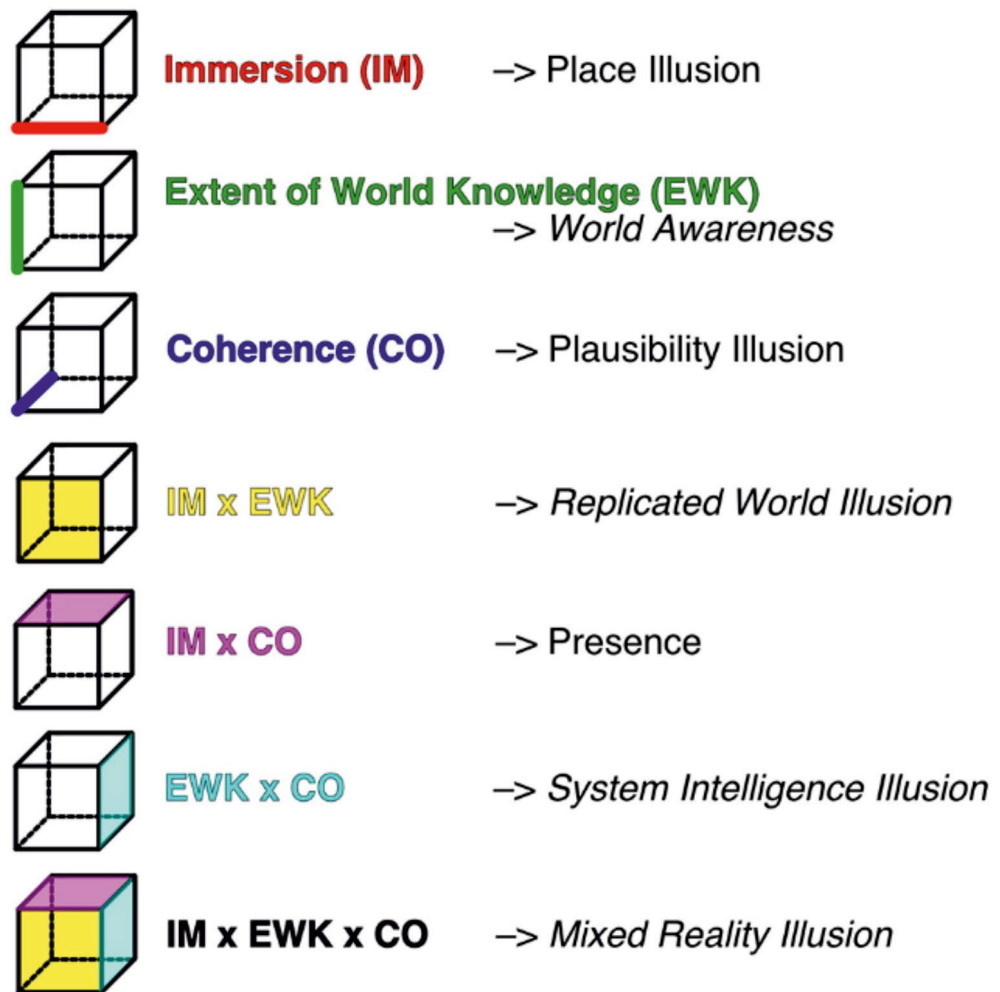 Immersion (IM) –> Place Illusion
Extent of World Knowledge (EWK)
–> World Awareness
Coherence (CO) –> Plausibility Illusion
IM x EWK –> Replicated World Illusion
IM x CO –> Presence
EWK x CO –> System Intelligence Illusion
IM x EWK x CO –> Mixed Reality Illusion